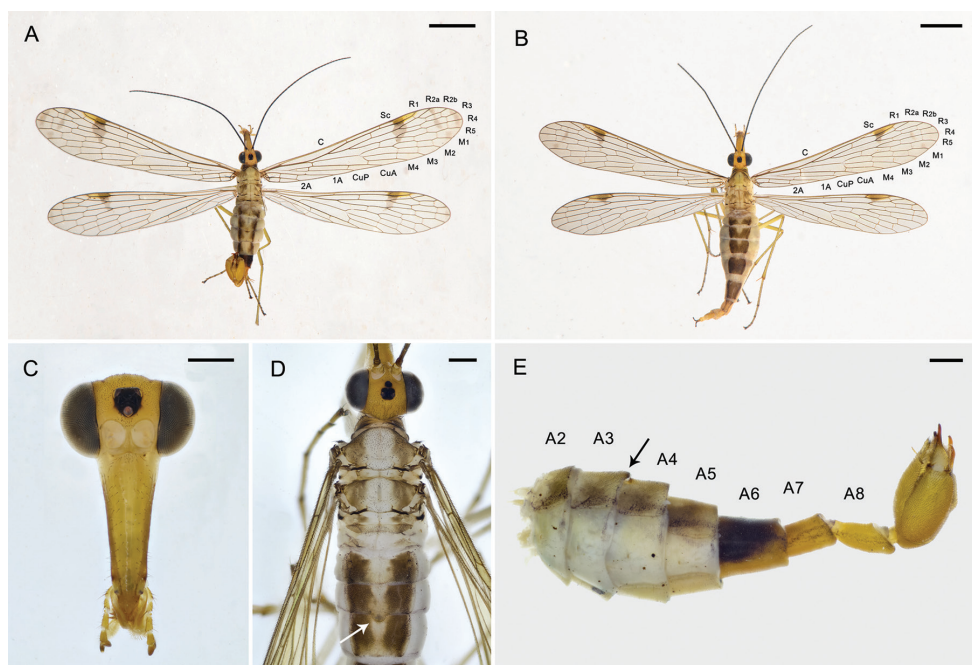 A
C
Sc
R1
R2a
R2b
R3
R4
R5
M1
M2
M3
M4
CuA
CuP
1A
2A
B
C
Sc
R1
R2a
R2b
R3
R4
R5
M1
M2
M3
M4
CuA
CuP
1A
2A
C
D
E
A2
A3
A4
A5
A6
A7
A8